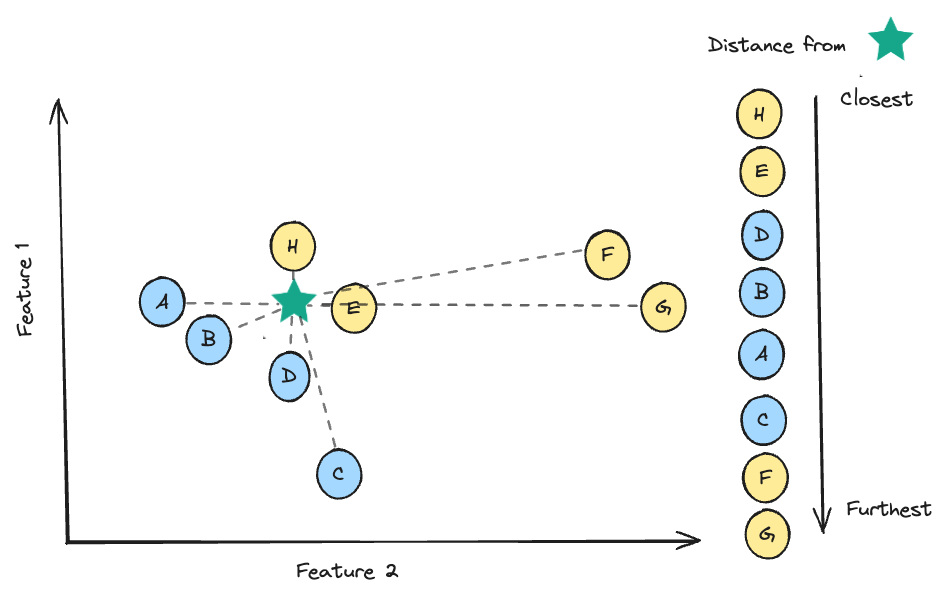 Distance from
Closest
H
E
D
B
A
C
F
G
Furthest
Feature 1
H
F
A
E
G
B
D
C
Feature 2